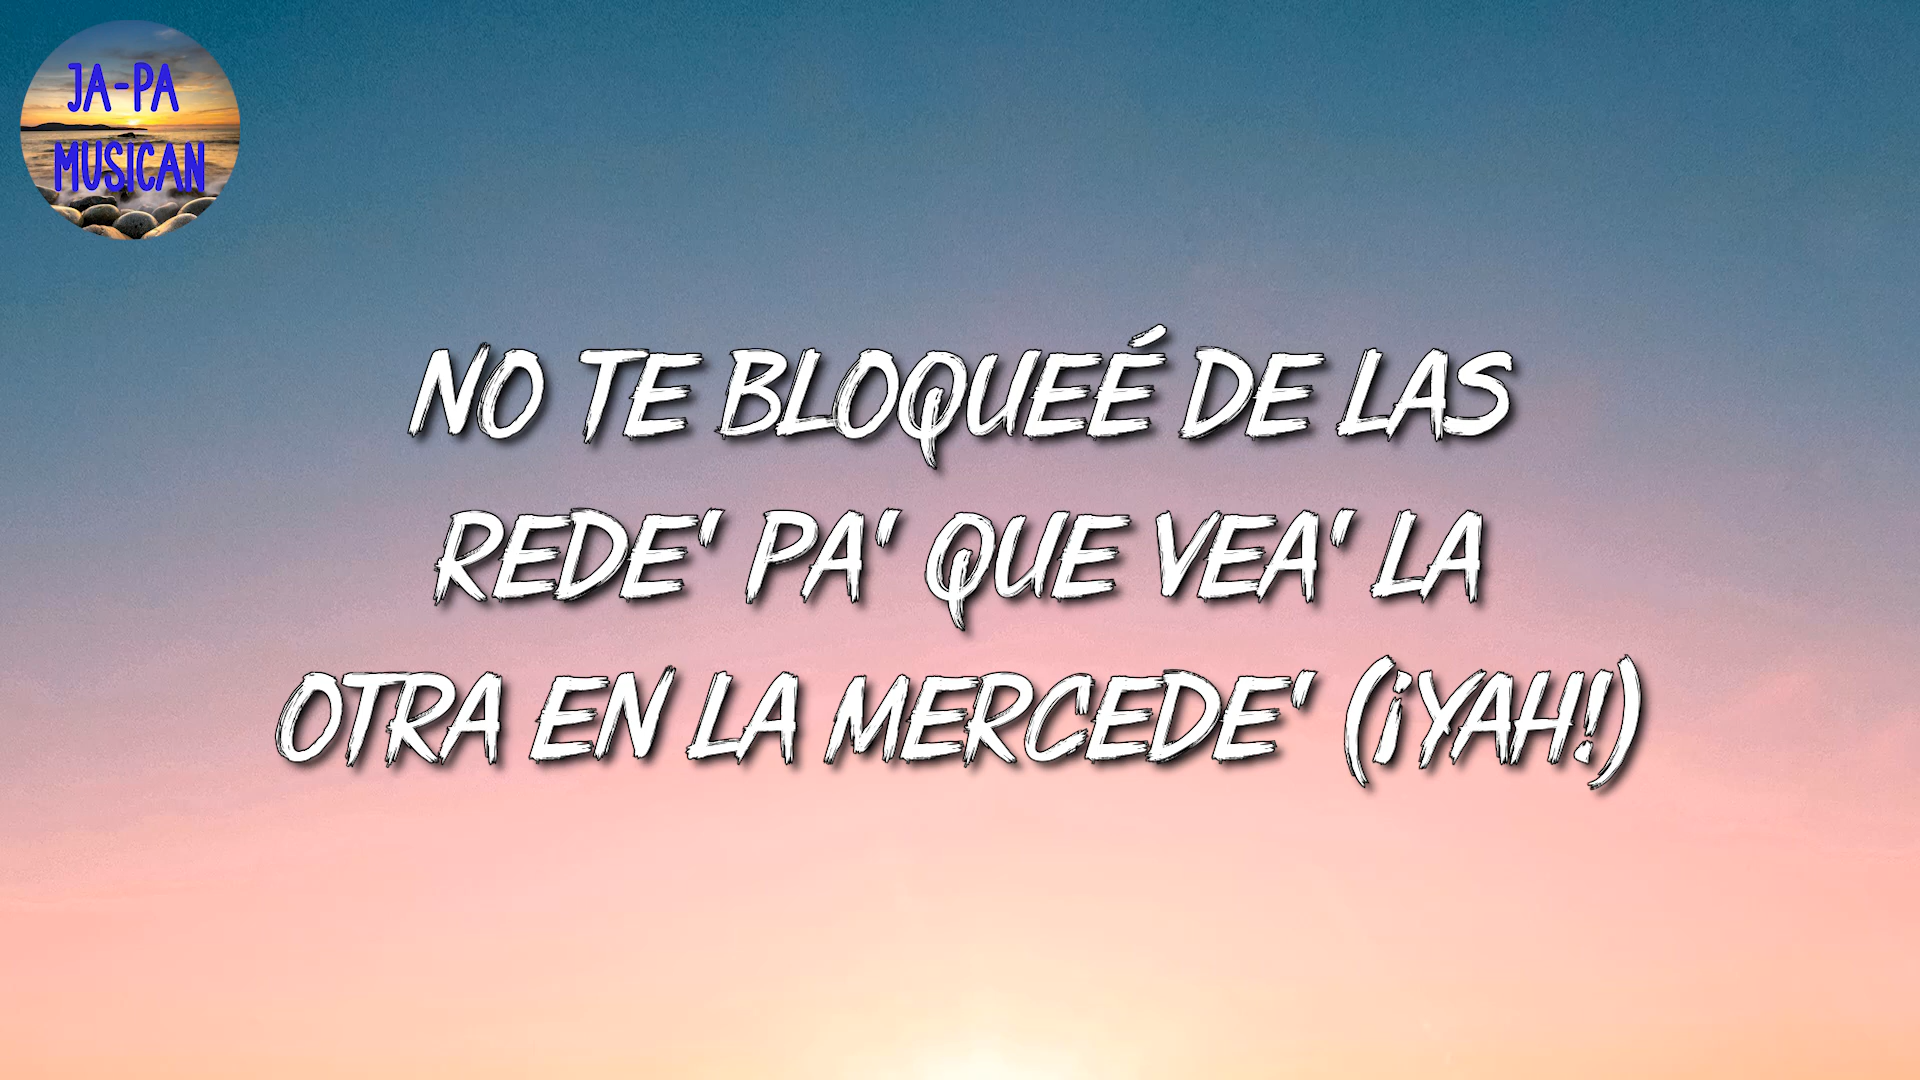 JA-PA
MUSICAN
NO TE BLOQUEÉ DE LAS
REDE' PA' QUE VEA' LA
OTRA EN LA MERCEDE' (¡YAH!)